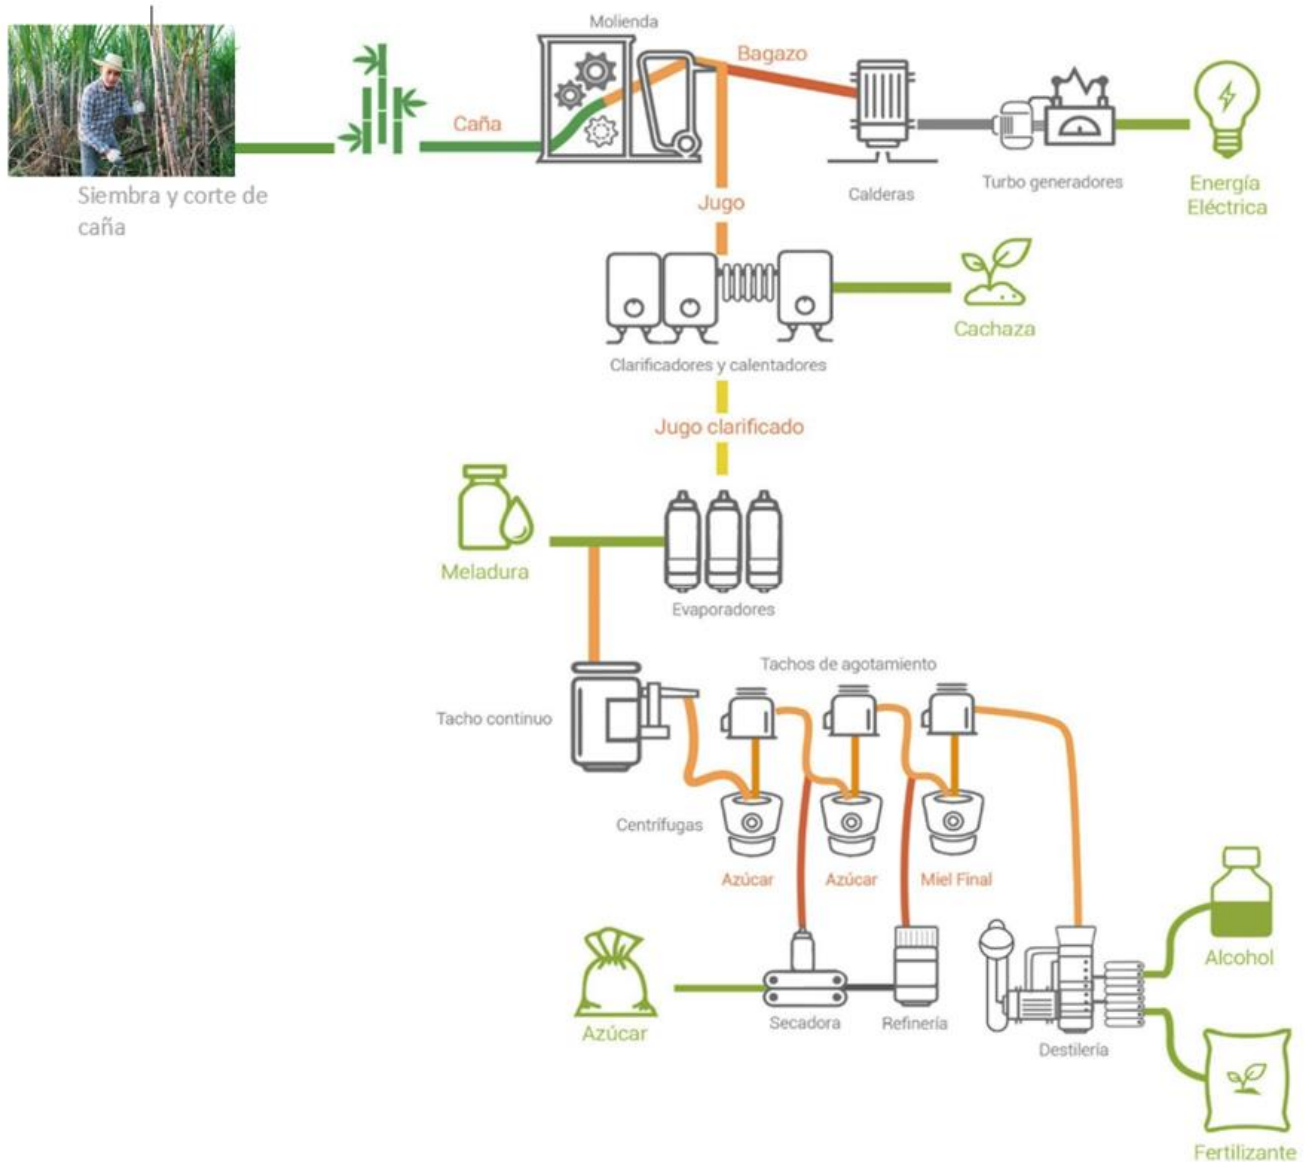 Molienda
Bagazo
Caña
Siembra y corte de
caña
Jugo
Calderas
Turbo generadores
Energía
Eléctrica
Cachaza
Clarificadores y calentadores
Jugo clarificado
Meladura
Evaporadores
Tachos de agotamiento
Tacho continuo
Centrífugas
Azúcar
Azúcar
Miel Final
Azúcar
Secadora
Refinería
Destilería
Alcohol
Fertilizante